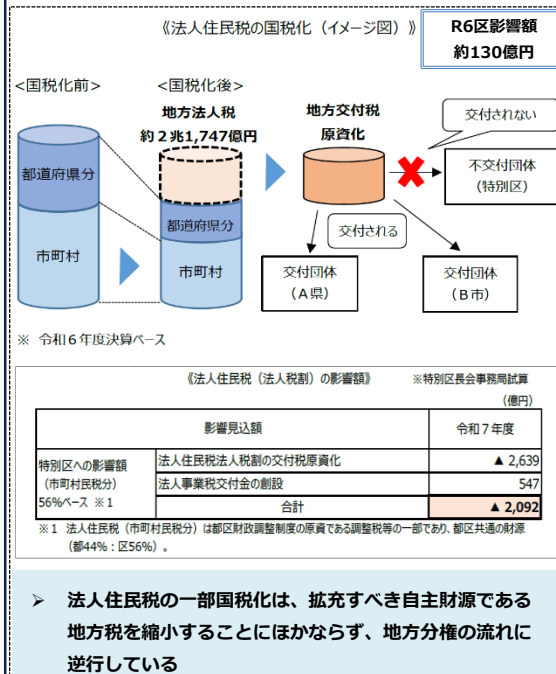 《法人住民税の国税化（イメージ図）》
R6区影響額
約130億円
<国税化前>
<国税化後>
地方法人税
約２兆1,747億円
地方交付税
原資化
交付されない
都道府県分
市町村
都道府県分
市町村
不交付団体
(特別区)
交付される
交付団体
（Ａ県）
交付団体
（Ｂ市）
※ 令和６年度決算ベース
《法人住民税（法人税割）の影響額》
※特別区長会事務局試算
（億円）
影響見込額
令和７年度
特別区への影響額
（市町村民税分）
56%ベース ※１
法人住民税法人税割の交付税原資化
▲ 2,639
法人事業税交付金の創設
547
合計
▲ 2,092
※１ 法人住民税（市町村民税分）は都区財政調整制度の原資である調整税等の一部であり、都区共通の財源
（都44%：区56%）。
➢ 法人住民税の一部国税化は、拡充すべき自主財源である
地方税を縮小することにほかならず、地方分権の流れに
逆行している